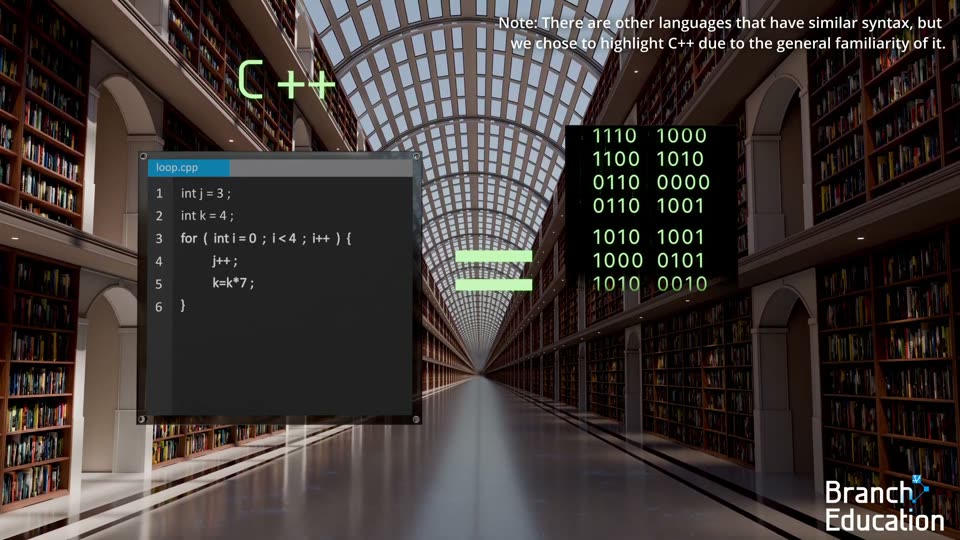 Note: There are other languages that have similar syntax, but
we chose to highlight C++ due to the general familiarity of it.
C ++
loop.cpp
1 int j = 3 ;
2 int k = 4 ;
3 for ( int i = 0 ; i < 4 ; i++ ) {
4 j++ ;
5 k=k*7 ;
6 }
=
1110 1000
1100 1010
0110 0000
0110 1001
1010 1001
1000 0101
1010 0010
Branch
Education